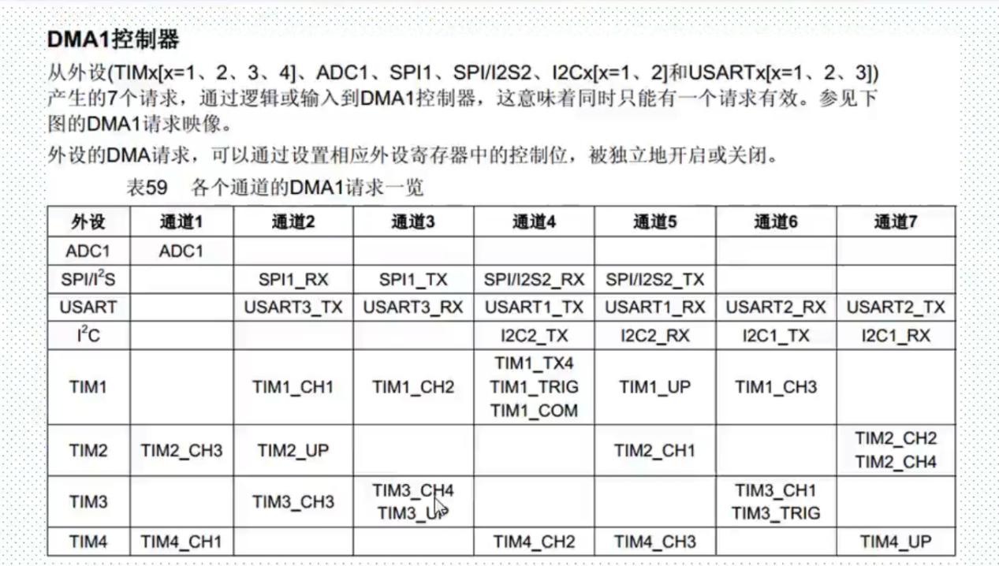 DMA1控制器
从外设(TIMx[x=1、2、3、4]、ADC1、SPI1、SPI/I2S2、I2Cx[x=1、2]和USARTx[x=1、2、3])
产生的7个请求，通过逻辑或输入到DMA1控制器，这意味着同时只能有一个请求有效。参见下
图的DMA1请求映像。
外设的DMA请求，可以通过设置相应外设寄存器中的控制位，被独立地开启或关闭。
表59 各个通道的DMA1请求一览
外设 通道1 通道2 通道3 通道4 通道5 通道6 通道7
ADC1 ADC1
SPI/I²S SPI1_RX SPI1_TX SPI/I2S2_RX SPI/I2S2_TX
USART USART3_TX USART3_RX USART1_TX USART1_RX USART2_RX USART2_TX
I²C I2C2_TX I2C2_RX I2C1_TX I2C1_RX
TIM1 TIM1_CH1 TIM1_CH2 TIM1_TX4 TIM1_TRIG TIM1_COM TIM1_UP TIM1_CH3
TIM2 TIM2_CH3 TIM2_UP TIM2_CH1 TIM2_CH2 TIM2_CH4
TIM3 TIM3_CH3 TIM3_CH4 TIM3_UP TIM3_CH1 TIM3_TRIG
TIM4 TIM4_CH1 TIM4_CH2 TIM4_CH3 TIM4_UP